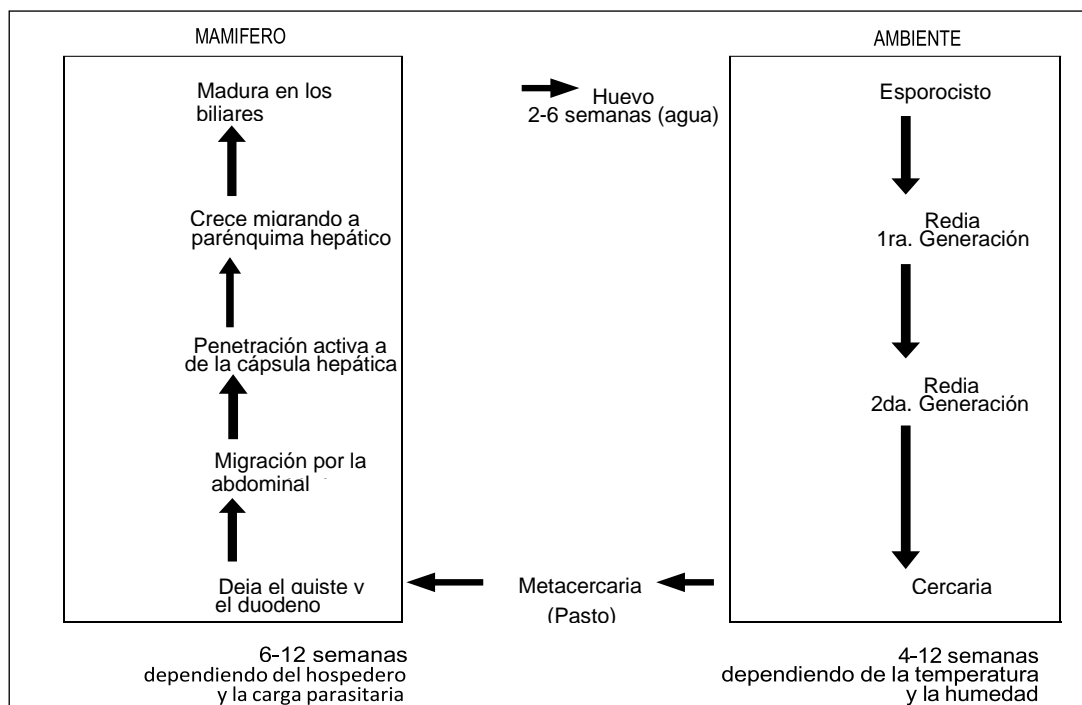 MAMIFERO
Madura en los
biliares
Crece migrando a
parénquima hepático
Penetración activa a
de la cápsula hepática
Migración por la
abdominal
Deja el quiste y
el duodeno
6-12 semanas
dependiendo del hospedero
y la carga parasitaria
Huevo
2-6 semanas (agua)
Metacercaria
(Pasto)
AMBIENTE
Esporocisto
Redia
1ra. Generación
Redia
2da. Generación
Cercaria
4-12 semanas
dependiendo de la temperatura
y la humedad